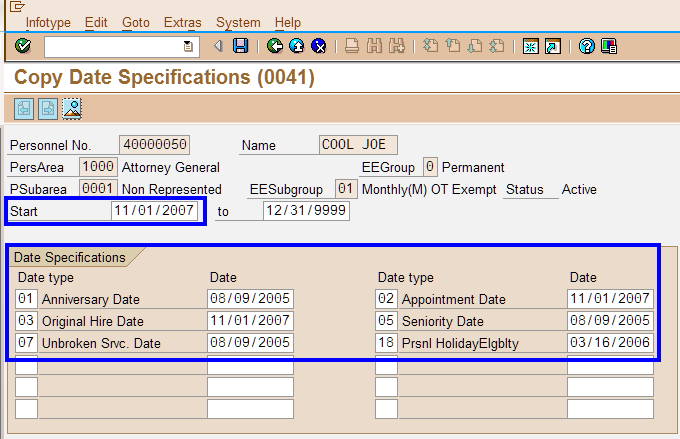 Infotype Edit Goto Extras System Help
Copy Date Specifications (0041)
Personnel No. 40000050 Name COOL JOE
PersArea 1000 Attorney General EEGroup 0 Permanent
PSubarea 0001 Non Represented EESubgroup 01 Monthly(M) OT Exempt Status Active
Start 11/01/2007 to 12/31/9999
Date Specifications
Date type Date Date type Date
01 Anniversary Date 08/09/2005 02 Appointment Date 11/01/2007
03 Original Hire Date 11/01/2007 05 Seniority Date 08/09/2005
07 Unbroken Srvc. Date 08/09/2005 18 Prsnl HolidayElgblty 03/16/2006